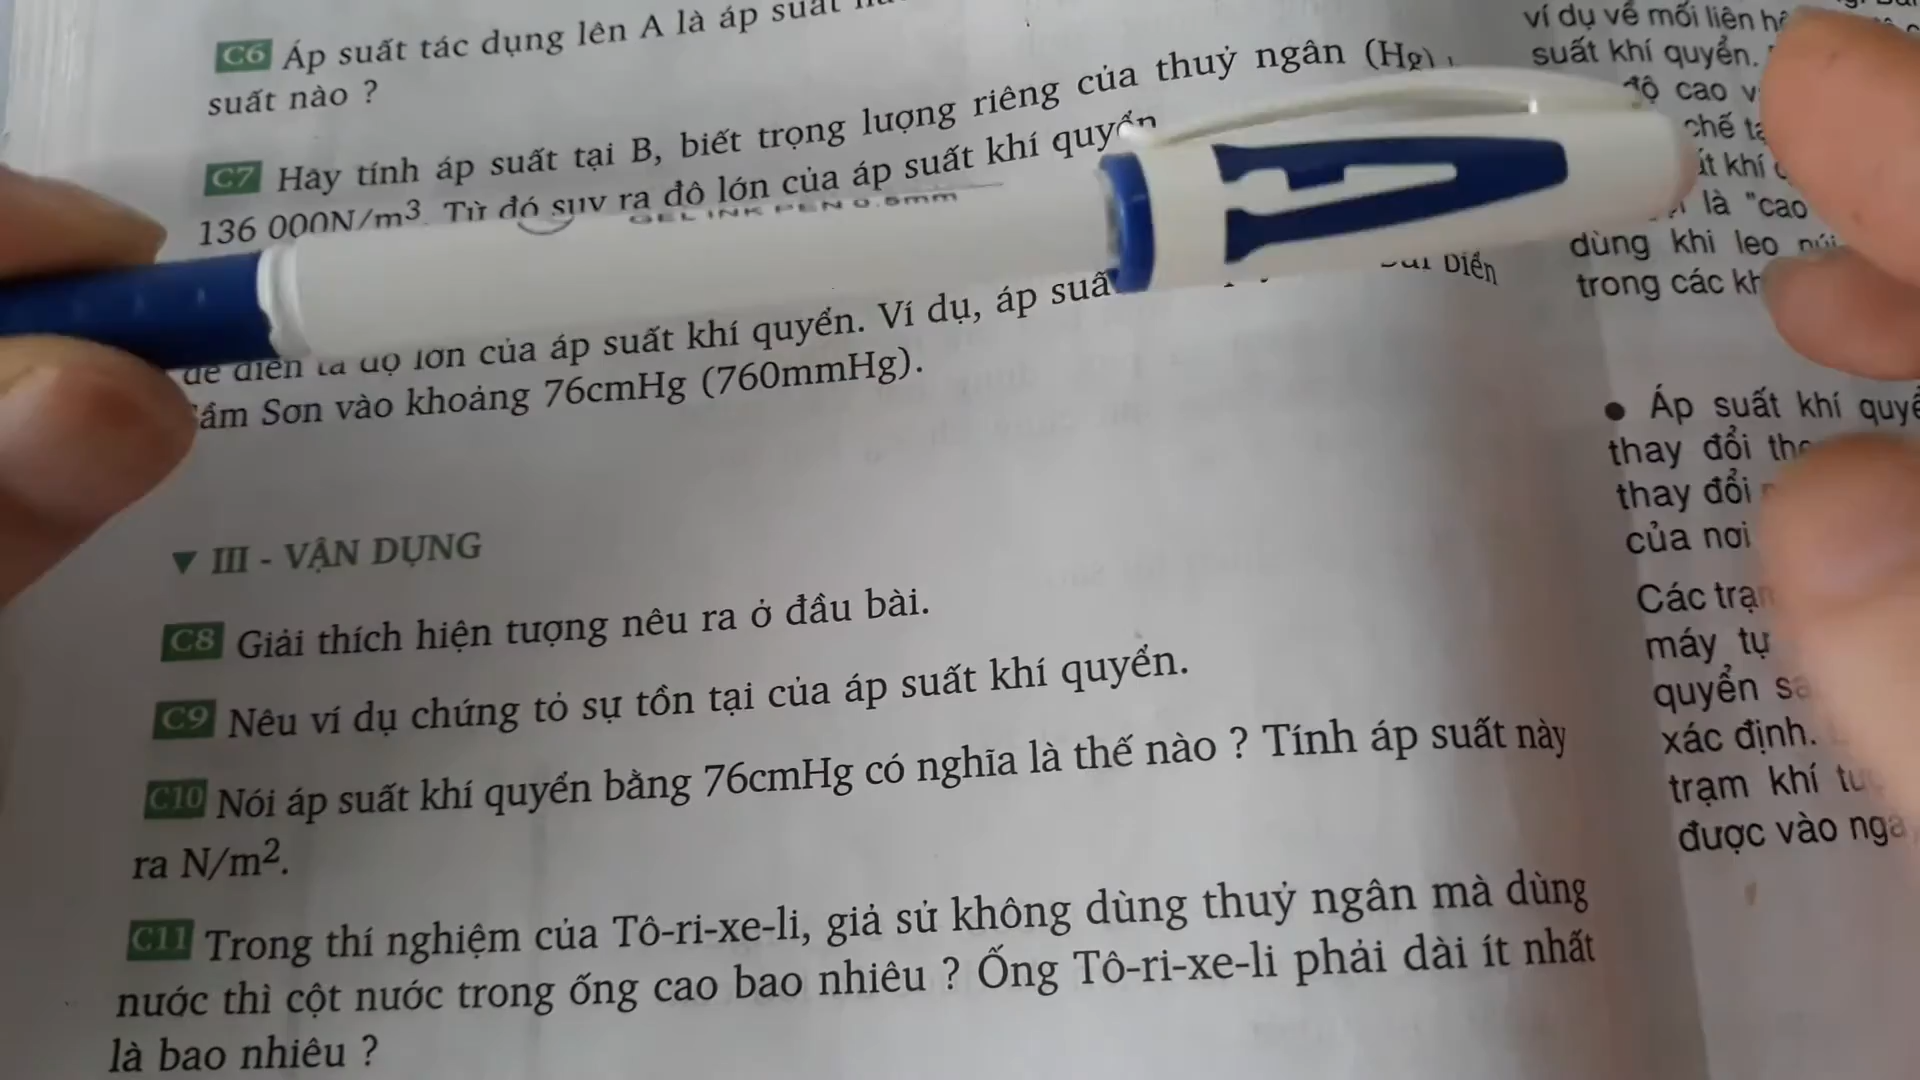 C6 Áp suất tác dụng lên A là áp suất
suất nào ?
C7 Hãy tính áp suất tại B, biết trọng lượng riêng của thuỷ ngân (Hg)
136 000N/m3. Từ đó suy ra độ lớn của áp suất khí quyển
GEL INK PEN 0.5mm
để diễn tả độ lớn của áp suất khí quyển. Ví dụ, áp suất biển
Sầm Sơn vào khoảng 76cmHg (760mmHg).
▼ III - VẬN DỤNG
C8 Giải thích hiện tượng nêu ra ở đầu bài.
C9 Nêu ví dụ chứng tỏ sự tồn tại của áp suất khí quyển.
C10 Nói áp suất khí quyển bằng 76cmHg có nghĩa là thế nào ? Tính áp suất này
ra N/m2.
C11 Trong thí nghiệm của Tô-ri-xe-li, giả sử không dùng thuỷ ngân mà dùng
nước thì cột nước trong ống cao bao nhiêu ? Ống Tô-ri-xe-li phải dài ít nhất
là bao nhiêu ?
ví dụ về mối liên hệ
suất khí quyển.
độ cao
chế
khí
là "cao
dùng khi leo núi
trong các
● Áp suất khí quyể
thay đổi
thay đổi
của nơi
Các trạm
máy tự
quyển
xác định.
trạm khí
được vào